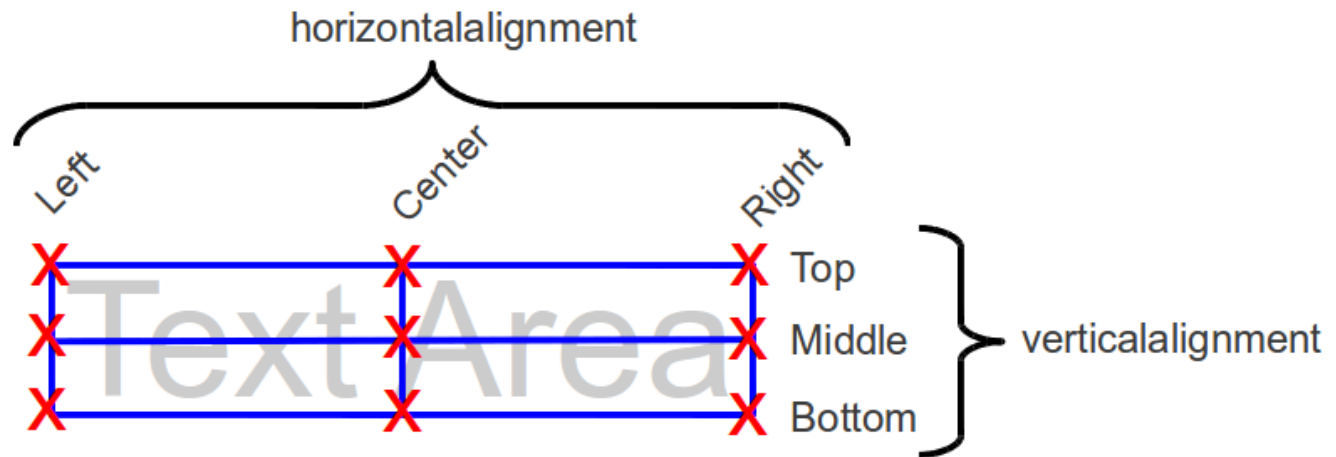 horizontalalignment
Left
Center
Right
X X X Top
Text Area
X X X Middle
verticalalignment
X X X Bottom